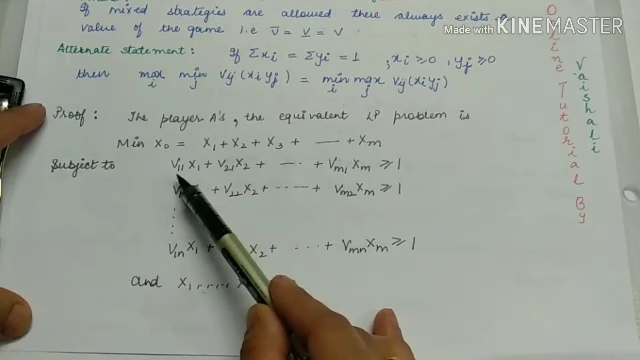 If mixed strategies are allowed there always exists a
value of the game i.e V̅ = V̲ = V
Made With KINEMASTER
Alternate statement : If Σxi = Σyi = 1 , xi ≥ 0 , yj ≥ 0
then max i min j Vij (xi yj) = min i max j Vij (xi yj)
Proof : The player A's, the equivalent LP problem is
Min x0 = x1 + x2 + x3 + — + xm
Subject to V11 x1 + V21 x2 + — ·· + Vm1 xm ≥ 1
+ V22 x2 + ---- + Vm2 xm ≥ 1
V1n x1 + x2 + ... + Vmn xm ≥ 1
and x1, ....
Online Tutorial By
Vaishali